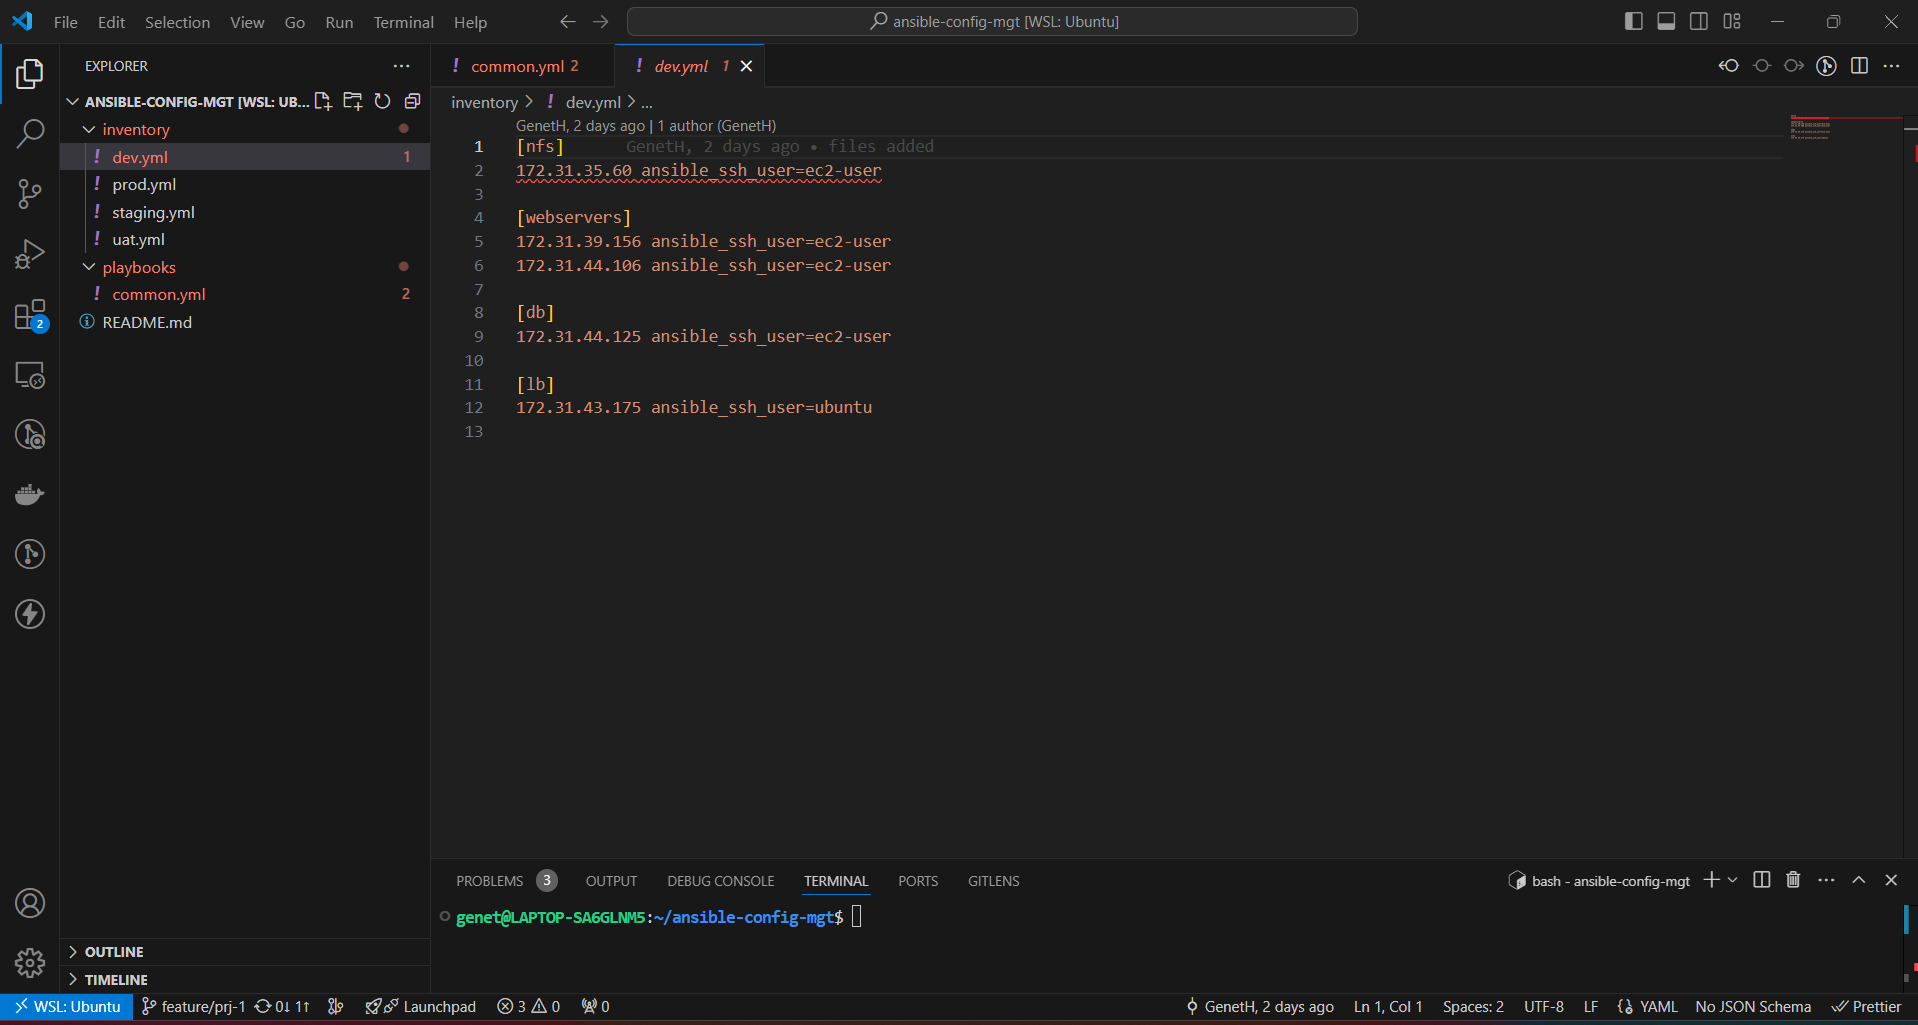 File Edit Selection View Go Run Terminal Help
ansible-config-mgt [WSL: Ubuntu]
EXPLORER
ANSIBLE-CONFIG-MGT [WSL: UB...
inventory
! dev.yml 1
! prod.yml
! staging.yml
! uat.yml
playbooks
! common.yml 2
README.md
2
OUTLINE
TIMELINE
! common.yml 2 ! dev.yml 1
inventory > ! dev.yml > ...
GenetH, 2 days ago | 1 author (GenetH)
1 [nfs] GenetH, 2 days ago • files added
2 172.31.35.60 ansible_ssh_user=ec2-user
3
4 [webservers]
5 172.31.39.156 ansible_ssh_user=ec2-user
6 172.31.44.106 ansible_ssh_user=ec2-user
7
8 [db]
9 172.31.44.125 ansible_ssh_user=ec2-user
10
11 [lb]
12 172.31.43.175 ansible_ssh_user=ubuntu
13
PROBLEMS 3 OUTPUT DEBUG CONSOLE TERMINAL PORTS GITLENS
bash - ansible-config-mgt
genet@LAPTOP-SA6GLNM5:~/ansible-config-mgt$
WSL: Ubuntu feature/prj-1 0↓ 1↑ Launchpad 3 0 0 GenetH, 2 days ago Ln 1, Col 1 Spaces: 2 UTF-8 LF YAML No JSON Schema Prettier